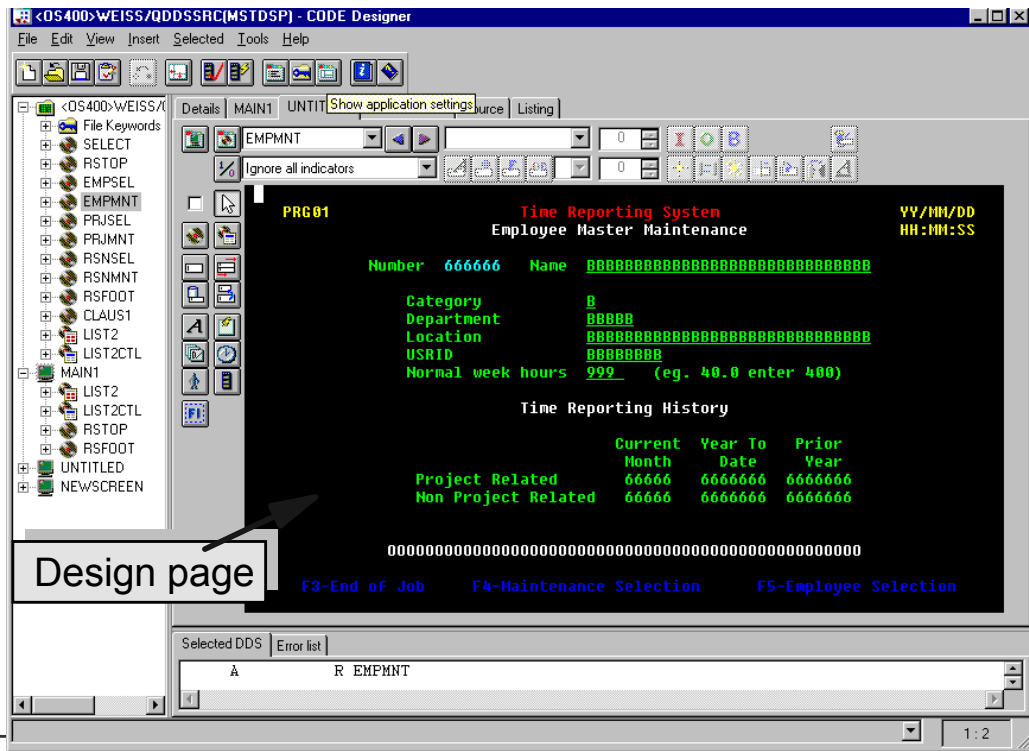 <OS400>WEISS/QDDSSRC(MSTDSP) - CODE Designer
File Edit View Insert Selected Tools Help
<OS400>WEISS/
File Keywords
SELECT
RSTOP
EMPSEL
EMPMNT
PRJSEL
PRJMNT
RSNSEL
RSNMNT
RSFOOT
CLAUS1
LIST2
LIST2CTL
MAIN1
LIST2
LIST2CTL
RSTOP
RSFOOT
UNTITLED
NEWSCREEN
Details MAIN1 UNTIT Show application settings ource Listing
EMPMNT 0 I O B
1/0 Ignore all indicators 0
PRG01 Time Reporting System YY/MM/DD
Employee Master Maintenance HH:MM:SS
Number 666666 Name BBBBBBBBBBBBBBBBBBBBBBBBBBBBBB
Category B
Department BBBBB
Location BBBBBBBBBBBBBBBBBBBBBBBBBBBBBB
USRID BBBBBBBB
Normal week hours 999 (eg. 40.0 enter 400)
Time Reporting History
Current Year To Prior
Month Date Year
Project Related 66666 6666666 6666666
Non Project Related 66666 6666666 6666666
OOOOOOOOOOOOOOOOOOOOOOOOOOOOOOOOOOOOOOOOOOOOOOOOOO
F3-End of Job F4-Maintenance Selection F5-Employee Selection
Design page
Selected DDS Error list
A R EMPMNT
1:2